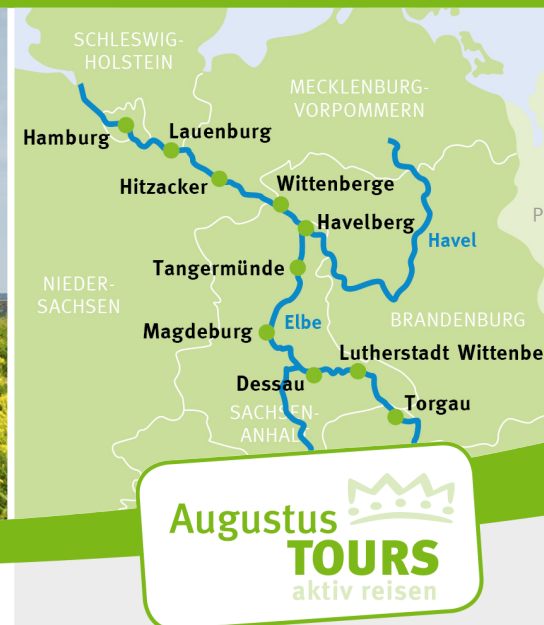 SCHLESWIG-
HOLSTEIN
MECKLENBURG-
VORPOMMERN
Hamburg
Lauenburg
Hitzacker
Wittenberge
Havelberg
Havel
P
Tangermünde
NIEDER-
SACHSEN
Magdeburg
Elbe
BRANDENBURG
Lutherstadt Wittenbe
Dessau
Torgau
SACHSEN-
ANHALT
Augustus
TOURS
aktiv reisen